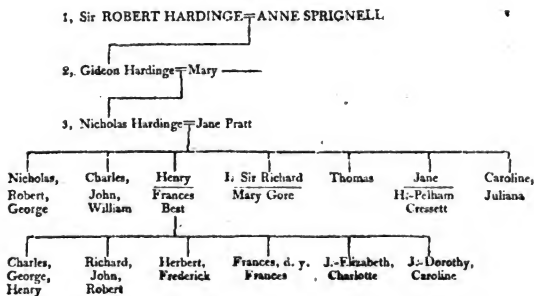 1, Sir ROBERT HARDINGE=ANNE SPRIGNELL
2, Gideon Hardinge=Mary ——
3, Nicholas Hardinge=Jane Pratt
Nicholas, Charles, Henry I. Sir Richard Thomas Jane Caroline,
Robert, John, Frances Mary Gore H.-Pelham Juliana
George William Best Cressett
Charles, Richard, Herbert, Frances, d. y. J.-Elizabeth, J.-Dorothy,
George, John, Frederick Frances Charlotte Caroline
Henry Robert